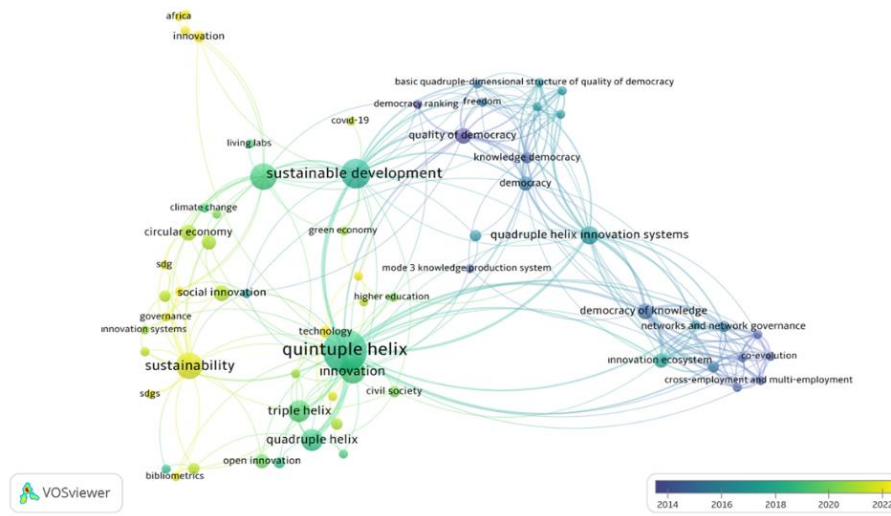 africa
innovation
basic quadruple-dimensional structure of quality of democracy
democracy ranking
freedom
covid-19
quality of democracy
living labs
knowledge democracy
sustainable development
democracy
climate change
circular economy
green economy
quadruple helix innovation systems
sdg
mode 3 knowledge production system
social innovation
higher education
governance
democracy of knowledge
innovation systems
technology
networks and network governance
quintuple helix
sustainability
innovation
innovation ecosystem
co-evolution
cross-employment and multi-employment
sdgs
civil society
triple helix
quadruple helix
open innovation
bibliometrics
VOSviewer
2014 2016 2018 2020 2022